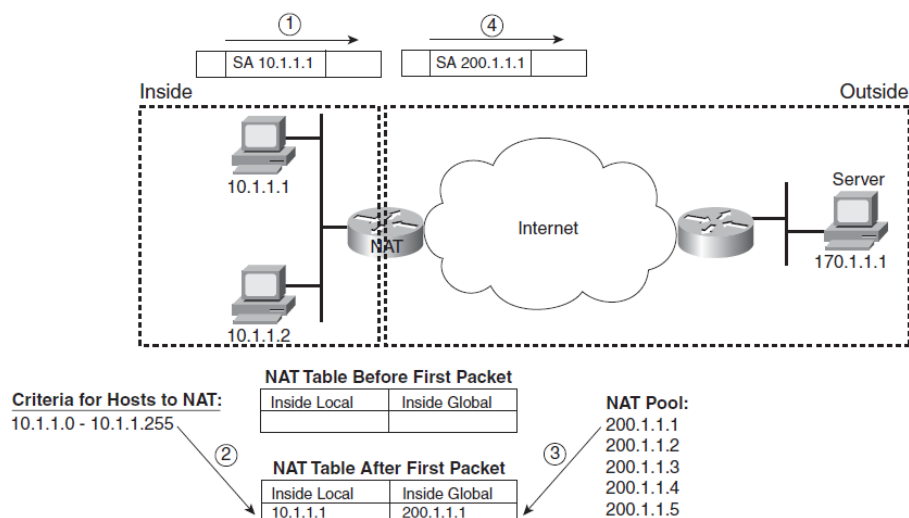 1
4
SA 10.1.1.1
SA 200.1.1.1
Inside
Outside
10.1.1.1
Server
NAT
Internet
170.1.1.1
10.1.1.2
NAT Table Before First Packet
Criteria for Hosts to NAT:
Inside Local
Inside Global
NAT Pool:
10.1.1.0 - 10.1.1.255
200.1.1.1
200.1.1.2
2
3
NAT Table After First Packet
200.1.1.3
Inside Local
Inside Global
200.1.1.4
10.1.1.1
200.1.1.1
200.1.1.5